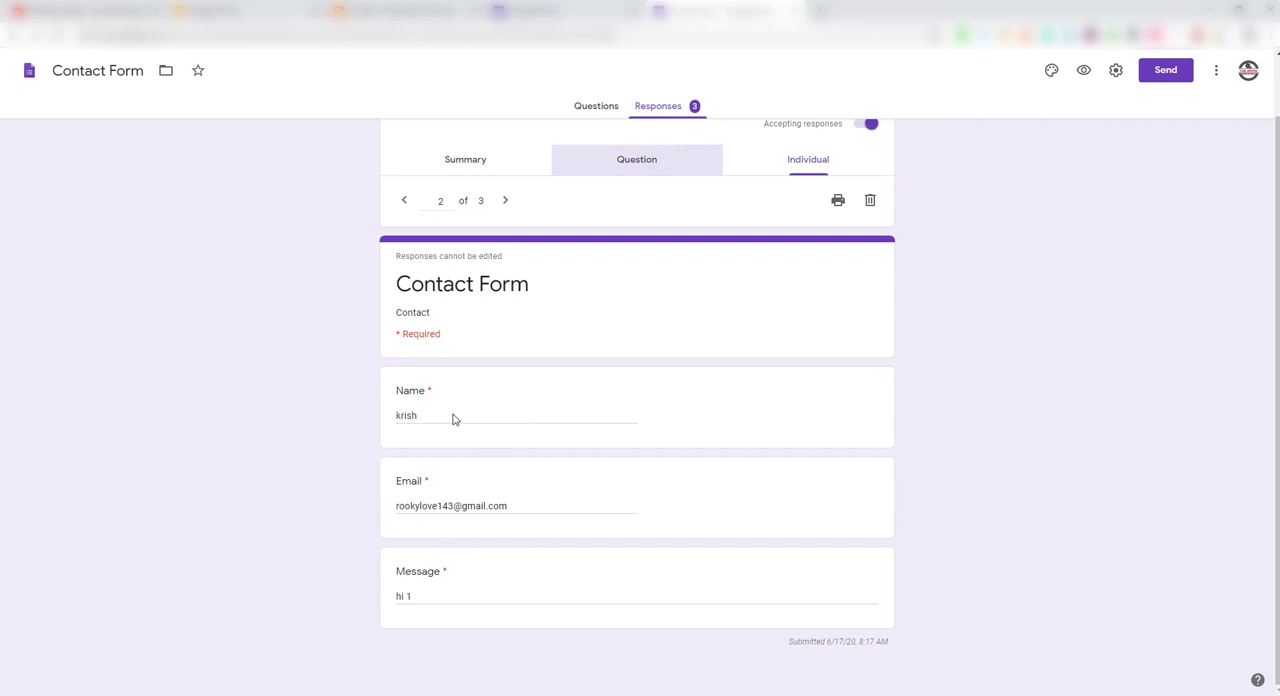 Contact Form
Send
Questions
Responses 3
Accepting responses
Summary
Question
Individual
2 of 3
Responses cannot be edited
Contact Form
Contact
* Required
Name *
krish
Email *
rookylove143@gmail.com
Message *
hi 1
Submitted 6/17/20, 8:17 AM